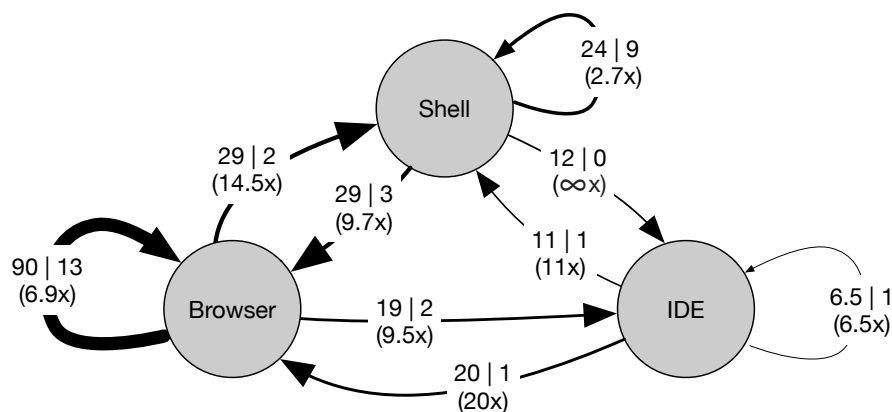 24 | 9
(2.7x)
Shell
29 | 2
(14.5x)
12 | 0
(∞x)
29 | 3
(9.7x)
11 | 1
(11x)
90 | 13
(6.9x)
Browser
19 | 2
(9.5x)
IDE
6.5 | 1
(6.5x)
20 | 1
(20x)